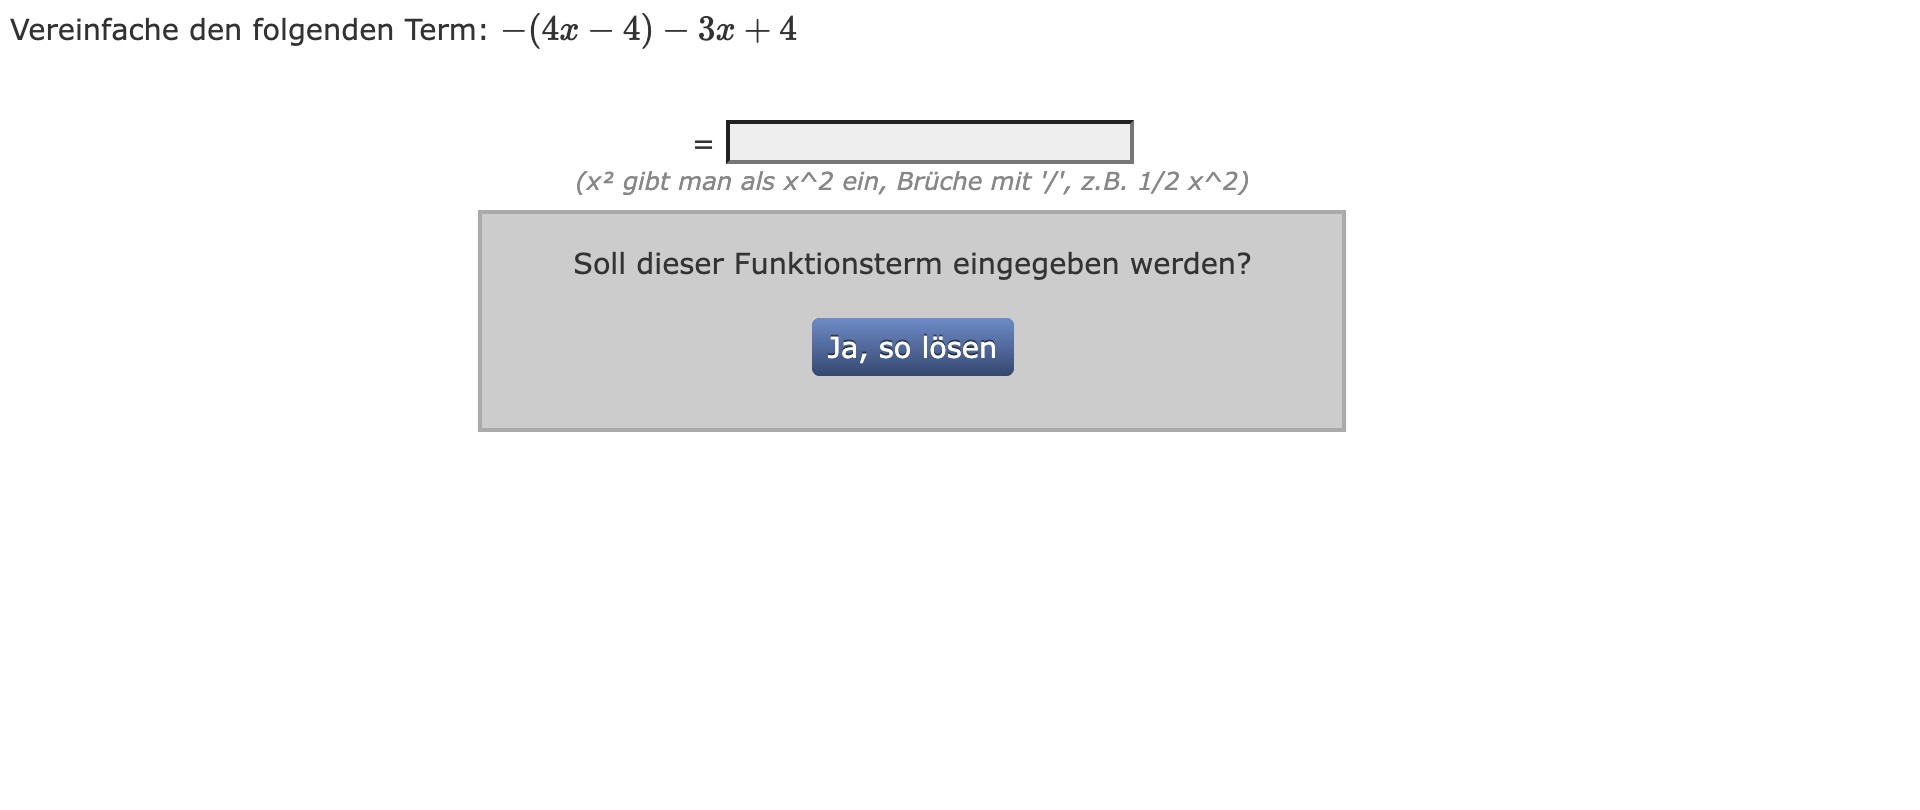 Vereinfache den folgenden Term: −(4x − 4) − 3x + 4
=
(x² gibt man als x^2 ein, Brüche mit '/', z.B. 1/2 x^2)
Soll dieser Funktionsterm eingegeben werden?
Ja, so lösen